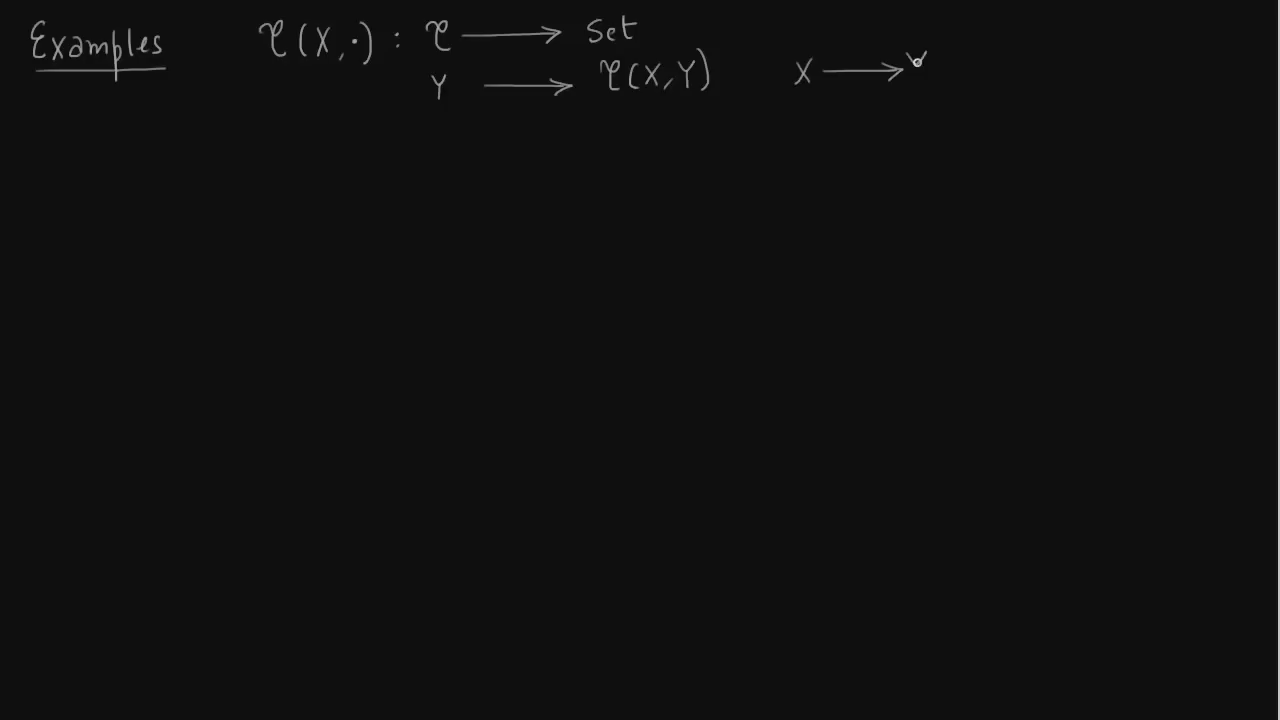 Examples 𝒞(X,·) : 𝒞 ⟶ Set
Y ⟶ 𝒞(X,Y) X ⟶ Y